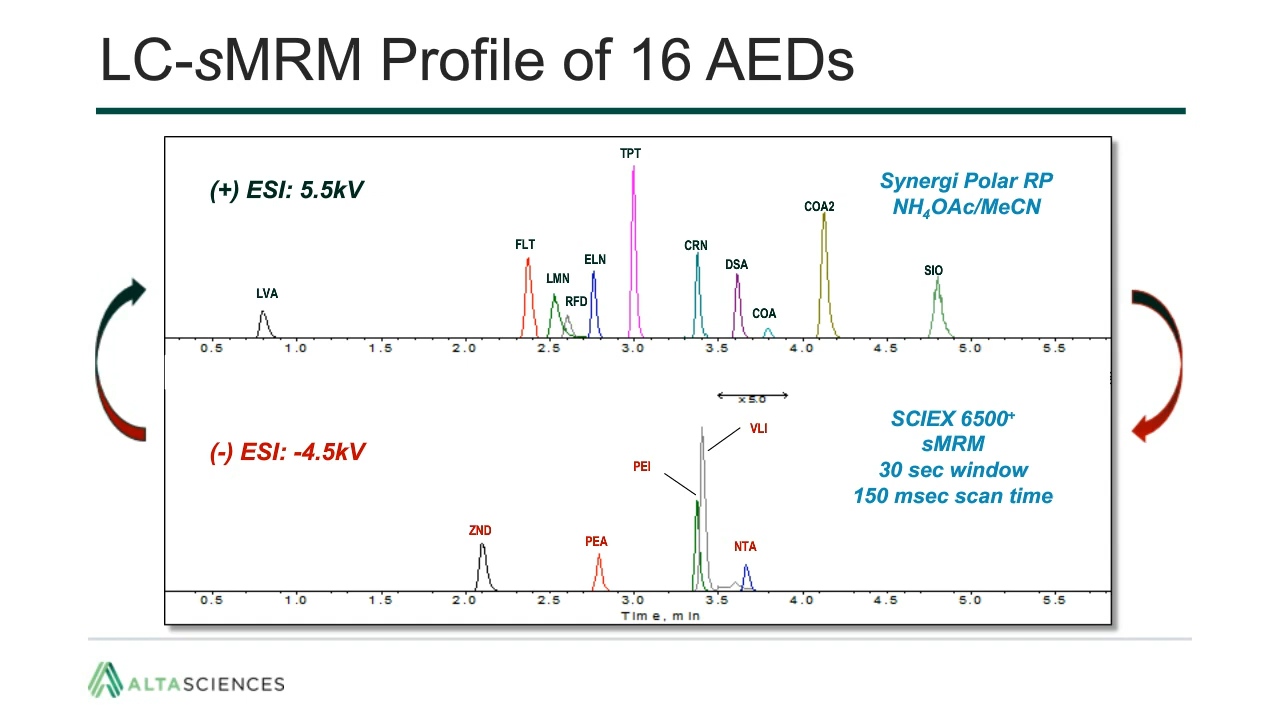 LC-sMRM Profile of 16 AEDs
(+) ESI: 5.5kV
Synergi Polar RP
NH4OAc/MeCN
TPT
COA2
FLT
CRN
ELN
DSA
LMN
SIO
LVA
RFD
COA
0.5 1.0 1.5 2.0 2.5 3.0 3.5 4.0 4.5 5.0 5.5
x 5.0
(-) ESI: -4.5kV
SCIEX 6500+
sMRM
30 sec window
150 msec scan time
VLI
PEI
ZND
PEA
NTA
0.5 1.0 1.5 2.0 2.5 3.0 3.5 4.0 4.5 5.0 5.5
Time, min
ALTASCIENCES